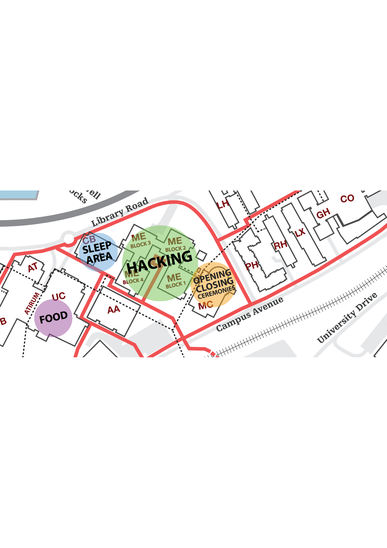 ell
ocks
Library Road
LH
CO
GH
LX
RH
PH
CB
SLEEP
AREA
ME
BLOCK 3
ME
BLOCK 2
HACKING
ME
BLOCK 4
ME
BLOCK 1
OPENING
CLOSING
CEREMONIES
MC
AT
ATRIUM
UC
FOOD
B
AA
Campus Avenue
University Drive